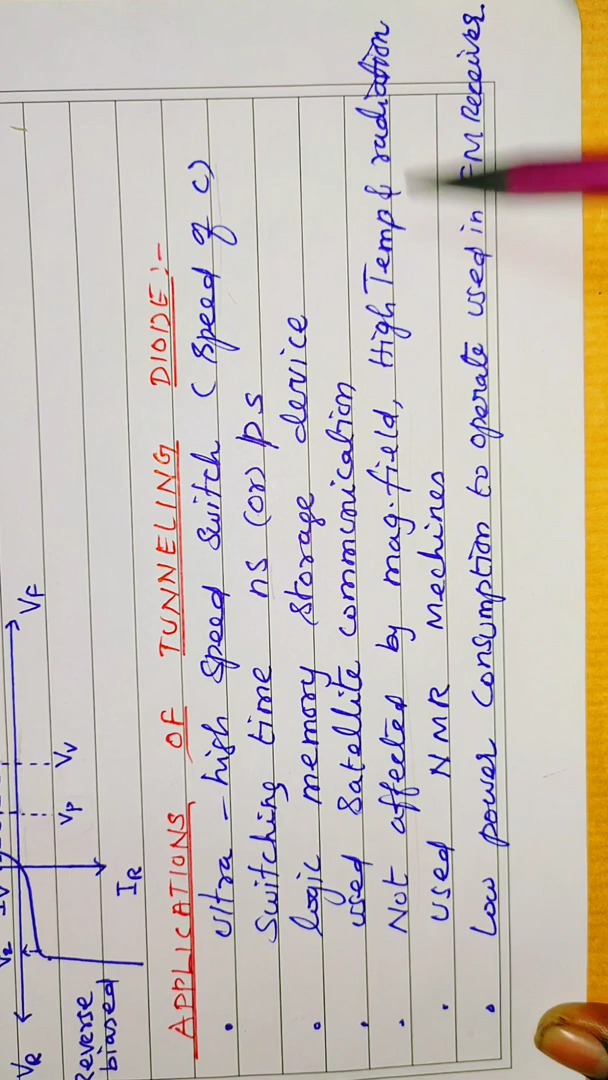 VF
Vv
Vp
IR
VR
Reverse
biased
APPLICATIONS OF TUNNELING DIODE:-
• Ultra - high speed switch (speed of c)
Switching time ns (or) ps
• logic memory storage device
• used Satellite communication
• Not affected by mag. field, High Temp & radiation
• used NMR Mechines
• Low power Consumption to operate used in FM Receiver